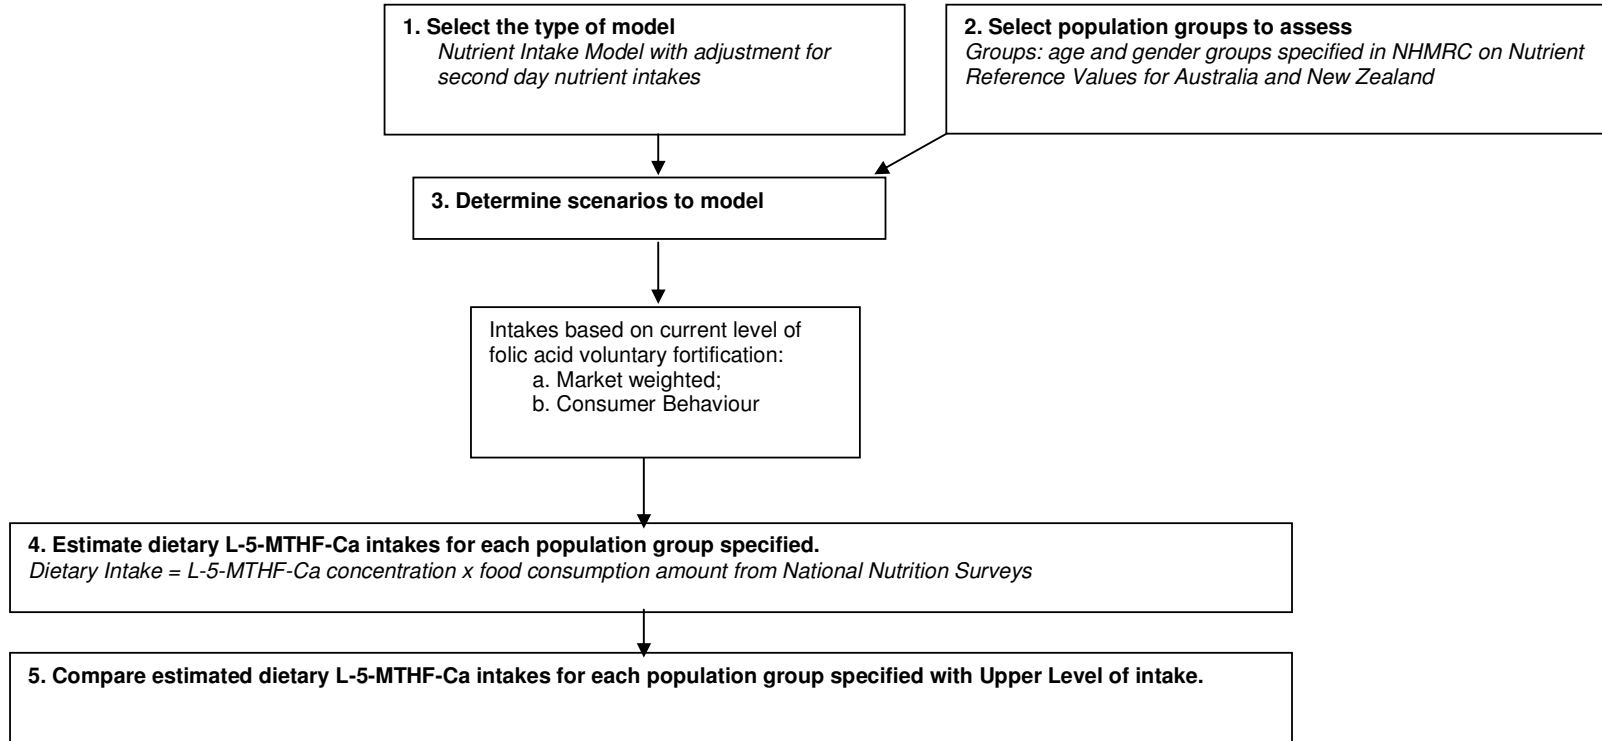 1. Select the type of model
Nutrient Intake Model with adjustment for
second day nutrient intakes
2. Select population groups to assess
Groups: age and gender groups specified in NHMRC on Nutrient
Reference Values for Australia and New Zealand
3. Determine scenarios to model
Intakes based on current level of
folic acid voluntary fortification:
a. Market weighted;
b. Consumer Behaviour
4. Estimate dietary L-5-MTHF-Ca intakes for each population group specified.
Dietary Intake = L-5-MTHF-Ca concentration x food consumption amount from National Nutrition Surveys
5. Compare estimated dietary L-5-MTHF-Ca intakes for each population group specified with Upper Level of intake.